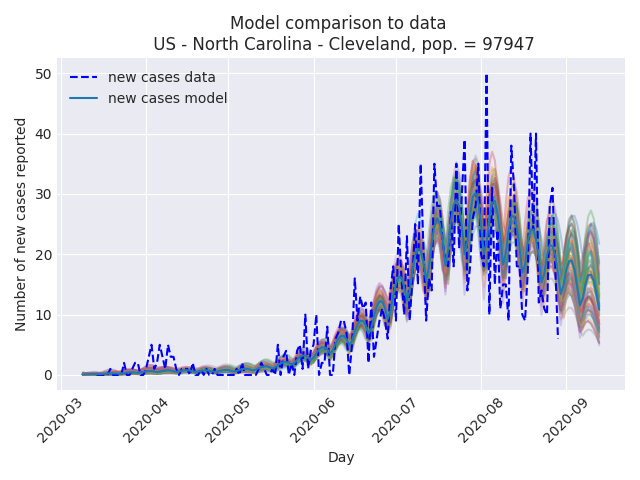 Model comparison to data
US - North Carolina - Cleveland, pop. = 97947
new cases data
new cases model
Number of new cases reported
50
40
30
20
10
0
2020-03
2020-04
2020-05
2020-06
2020-07
2020-08
2020-09
Day